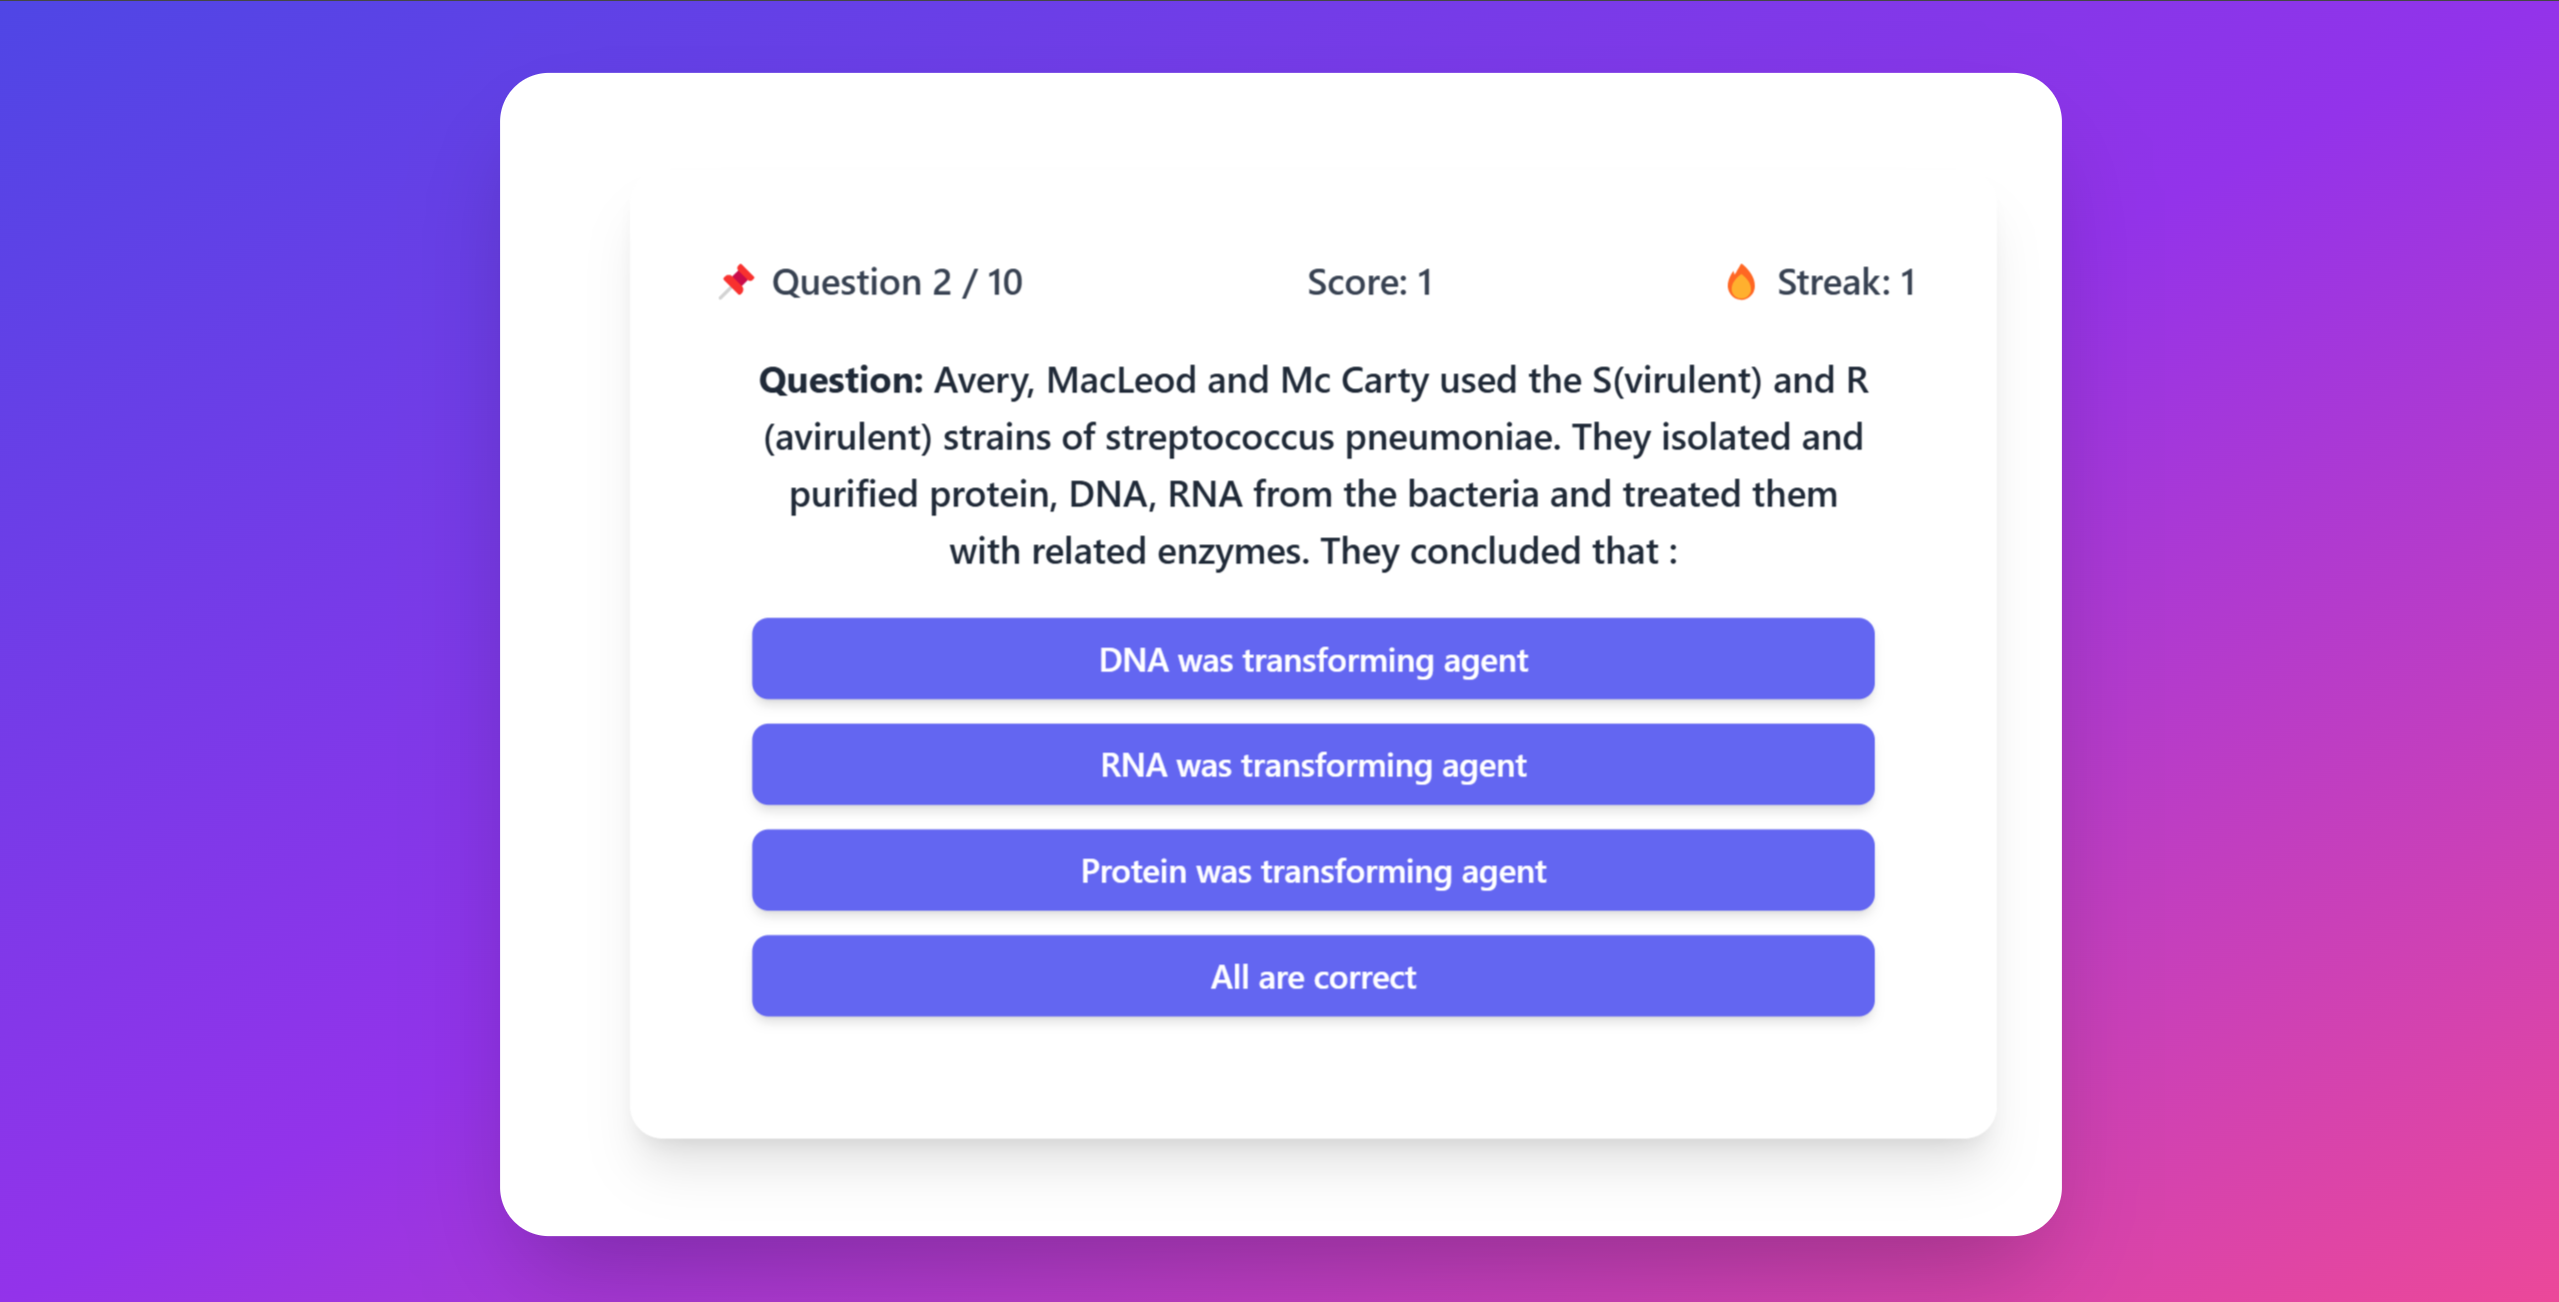 📌 Question 2 / 10
Score: 1
🔥 Streak: 1
Question: Avery, MacLeod and Mc Carty used the S(virulent) and R
(avirulent) strains of streptococcus pneumoniae. They isolated and
purified protein, DNA, RNA from the bacteria and treated them
with related enzymes. They concluded that :
DNA was transforming agent
RNA was transforming agent
Protein was transforming agent
All are correct